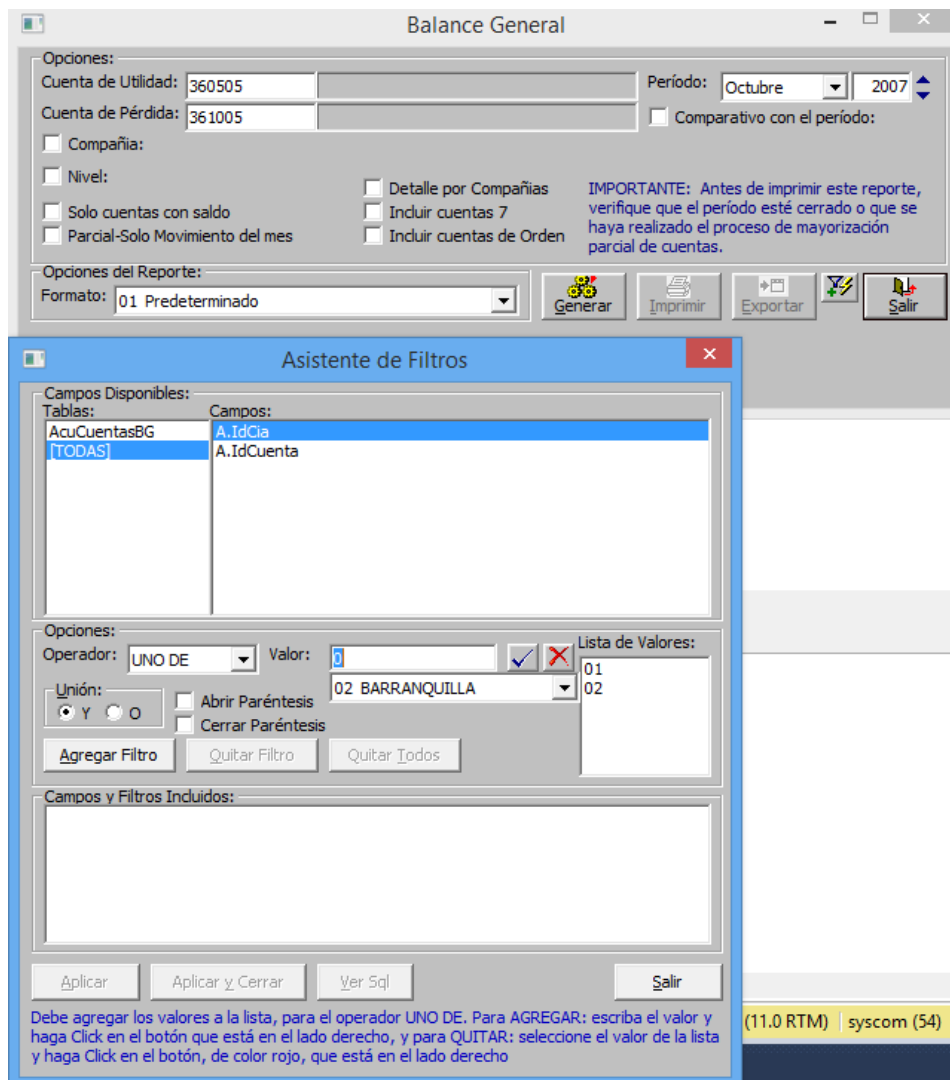 Balance General
Opciones:
Cuenta de Utilidad: 360505 Período: Octubre 2007
Cuenta de Pérdida: 361005 Comparativo con el período:
Compañia:
Nivel:
Detalle por Compañias
Solo cuentas con saldo Incluir cuentas 7
Parcial-Solo Movimiento del mes Incluir cuentas de Orden
IMPORTANTE: Antes de imprimir este reporte,
verifique que el período esté cerrado o que se
haya realizado el proceso de mayorización
parcial de cuentas.
Opciones del Reporte:
Formato: 01 Predeterminado Generar Imprimir Exportar Salir
Asistente de Filtros
Campos Disponibles:
Tablas: Campos:
AcuCuentasBG A.IdCia
[TODAS] A.IdCuenta
Opciones:
Operador: UNO DE Valor: 0 Lista de Valores:
02 BARRANQUILLA 01
02
Unión:
Y O
Abrir Paréntesis
Cerrar Paréntesis
Agregar Filtro Quitar Filtro Quitar Todos
Campos y Filtros Incluidos:
Aplicar Aplicar y Cerrar Ver Sql Salir
Debe agregar los valores a la lista, para el operador UNO DE. Para AGREGAR: escriba el valor y
haga Click en el botón que está en el lado derecho, y para QUITAR: seleccione el valor de la lista
y haga Click en el botón, de color rojo, que está en el lado derecho
(11.0 RTM) syscom (54)